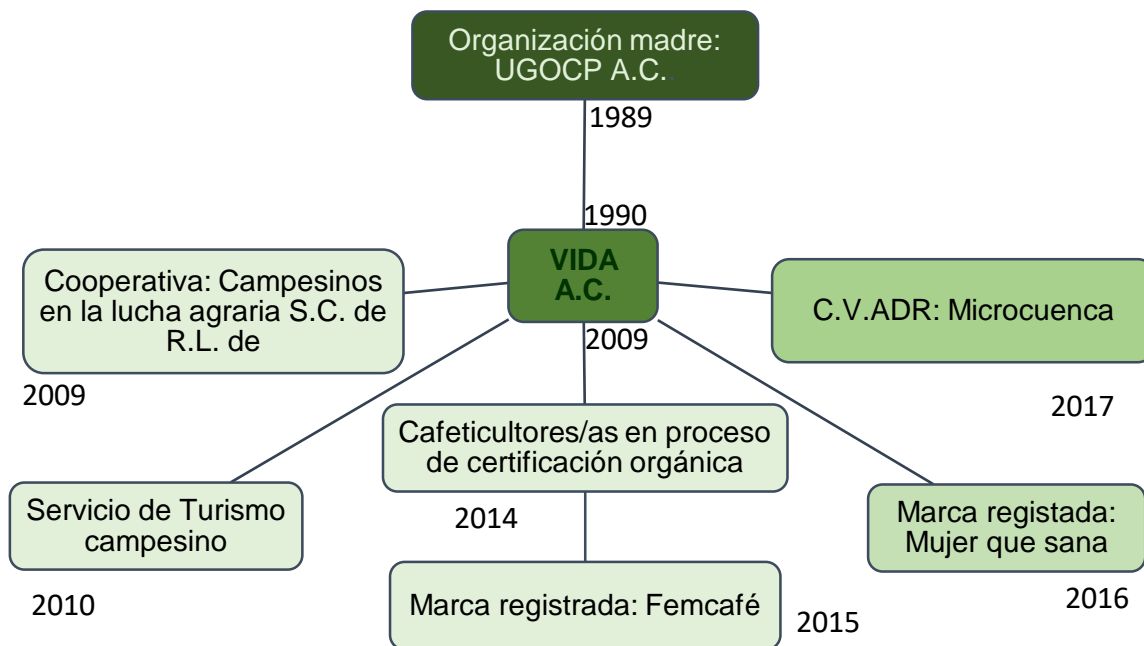 Organización madre:
UGOCP A.C..
1989
1990
VIDA
A.C.
2009
Cooperativa: Campesinos
en la lucha agraria S.C. de
R.L. de
2009
C.V.ADR: Microcuenca
2017
Cafeticultores/as en proceso
de certificación orgánica
2014
Servicio de Turismo
campesino
2010
Marca registada:
Mujer que sana
2016
Marca registrada: Femcafé
2015